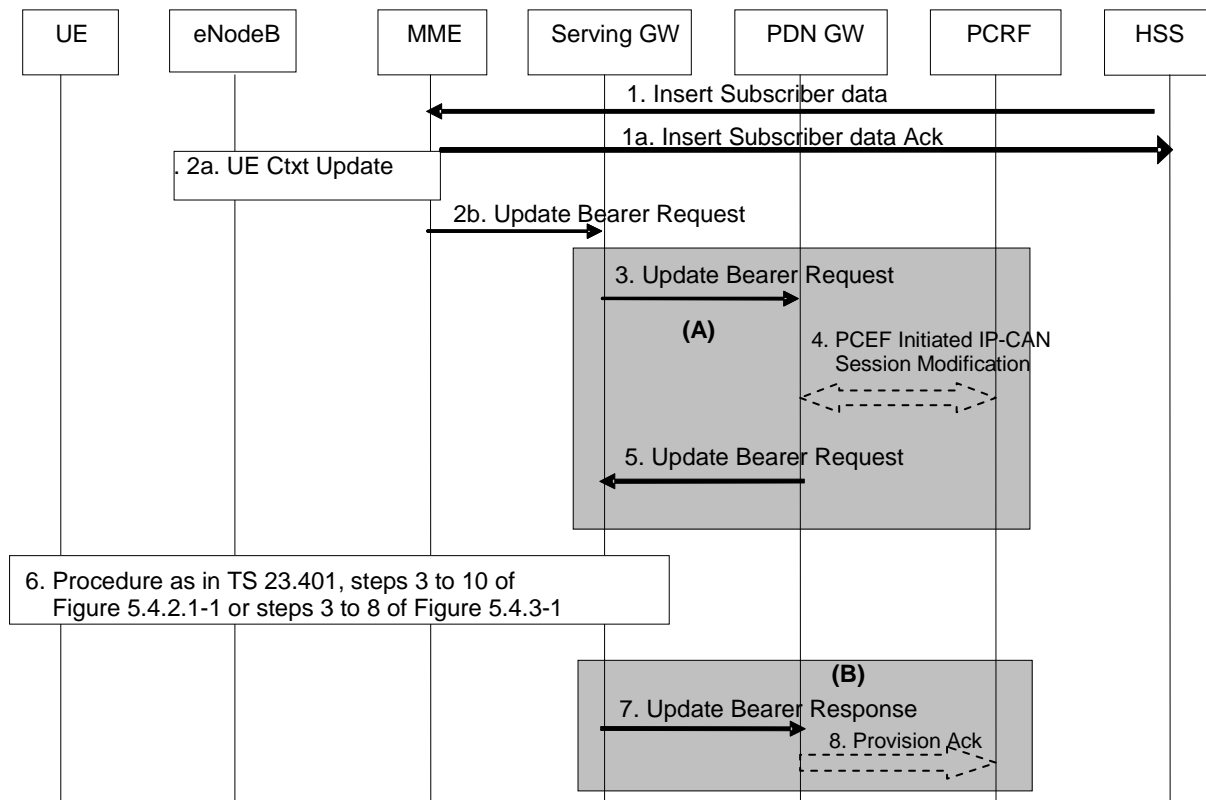 UE
eNodeB
MME
Serving GW
PDN GW
PCRF
HSS
1. Insert Subscriber data
1a. Insert Subscriber data Ack
. 2a. UE Ctxt Update
2b. Update Bearer Request
3. Update Bearer Request
(A)
4. PCEF Initiated IP-CAN
Session Modification
5. Update Bearer Request
6. Procedure as in TS 23.401, steps 3 to 10 of
Figure 5.4.2.1-1 or steps 3 to 8 of Figure 5.4.3-1
(B)
7. Update Bearer Response
8. Provision Ack